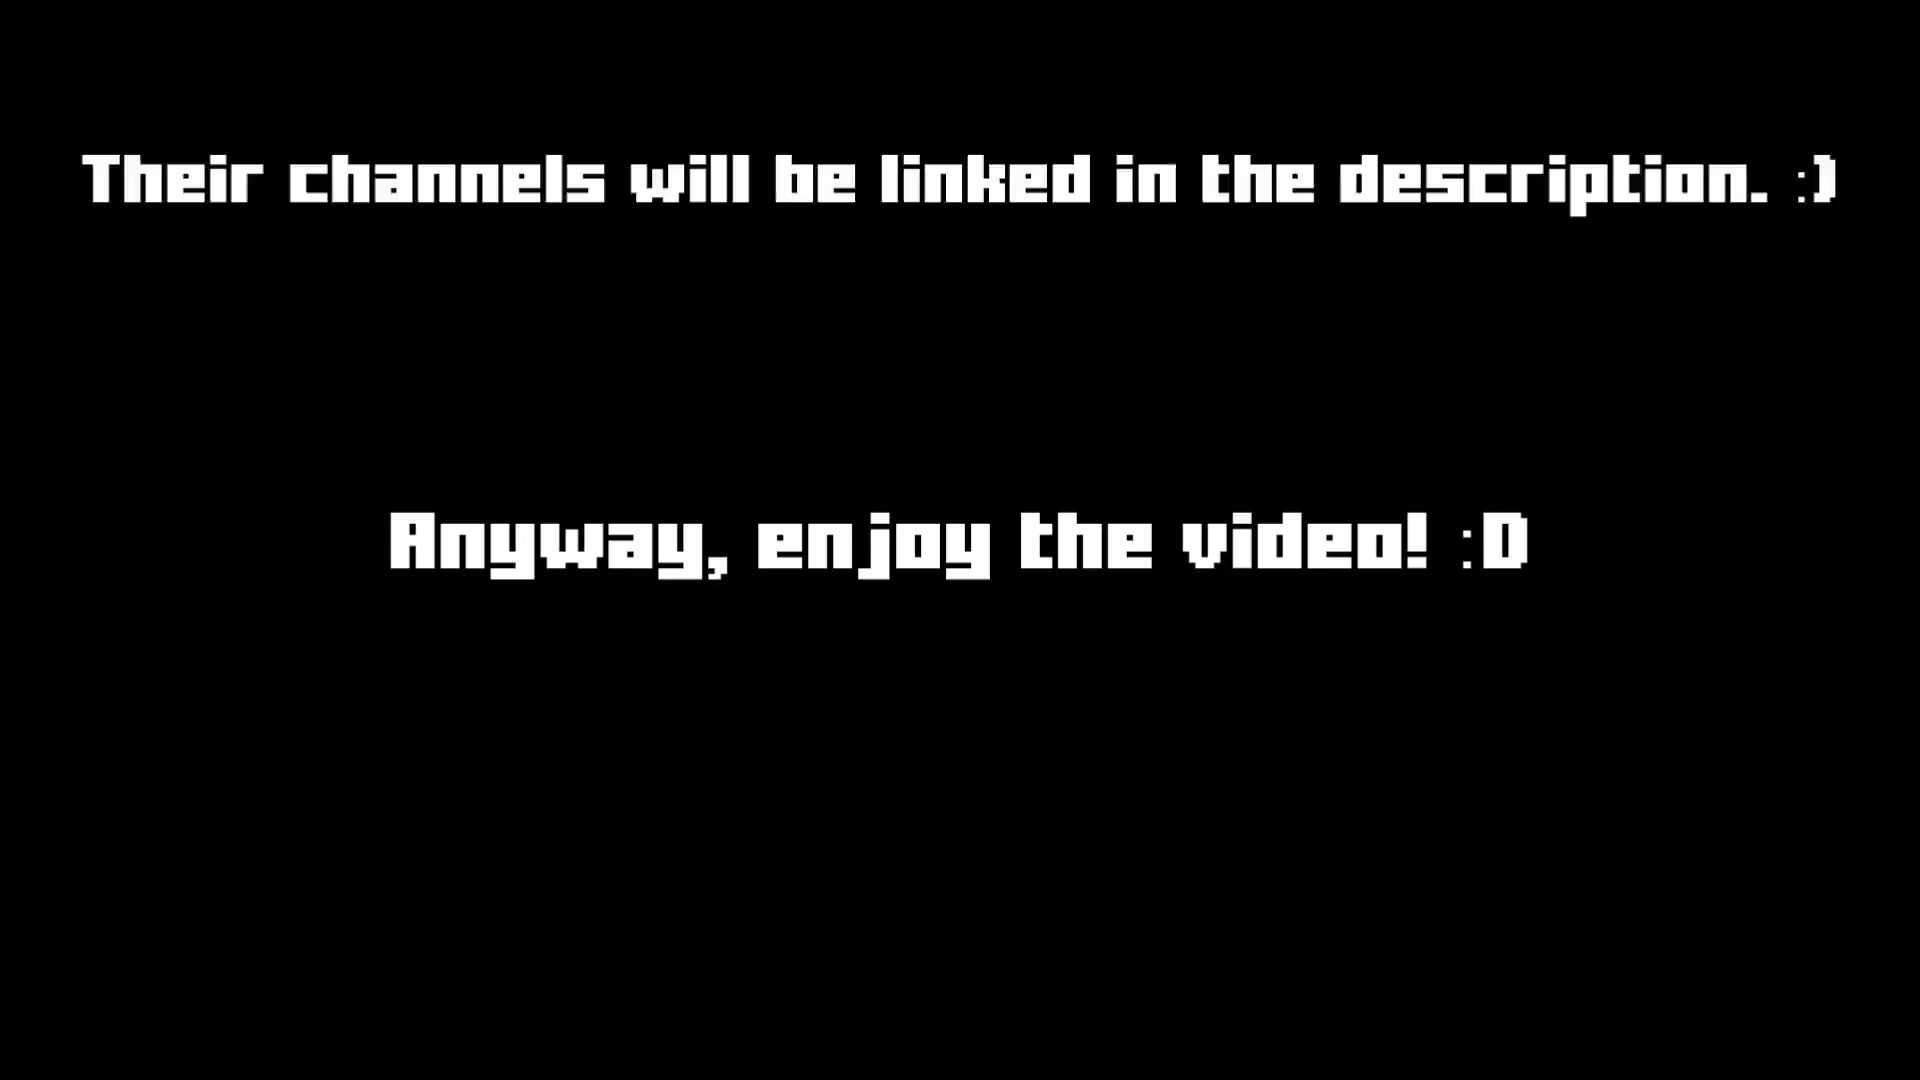 Their channels will be linked in the description. :)
Anyway, enjoy the video! :D